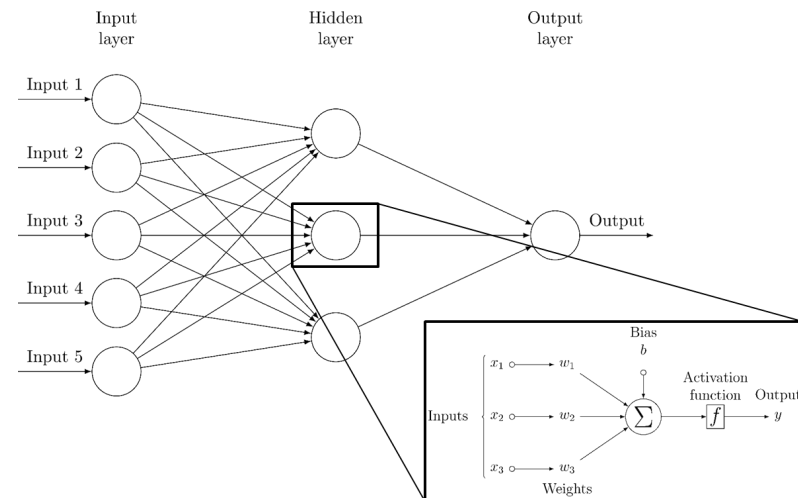 Input
layer
Hidden
layer
Output
layer
Input 1
Input 2
Input 3
Input 4
Input 5
Output
Bias
b
x₁ w₁
Activation
function
Output
Inputs x₂ w₂ Σ f y
x₃ w₃
Weights